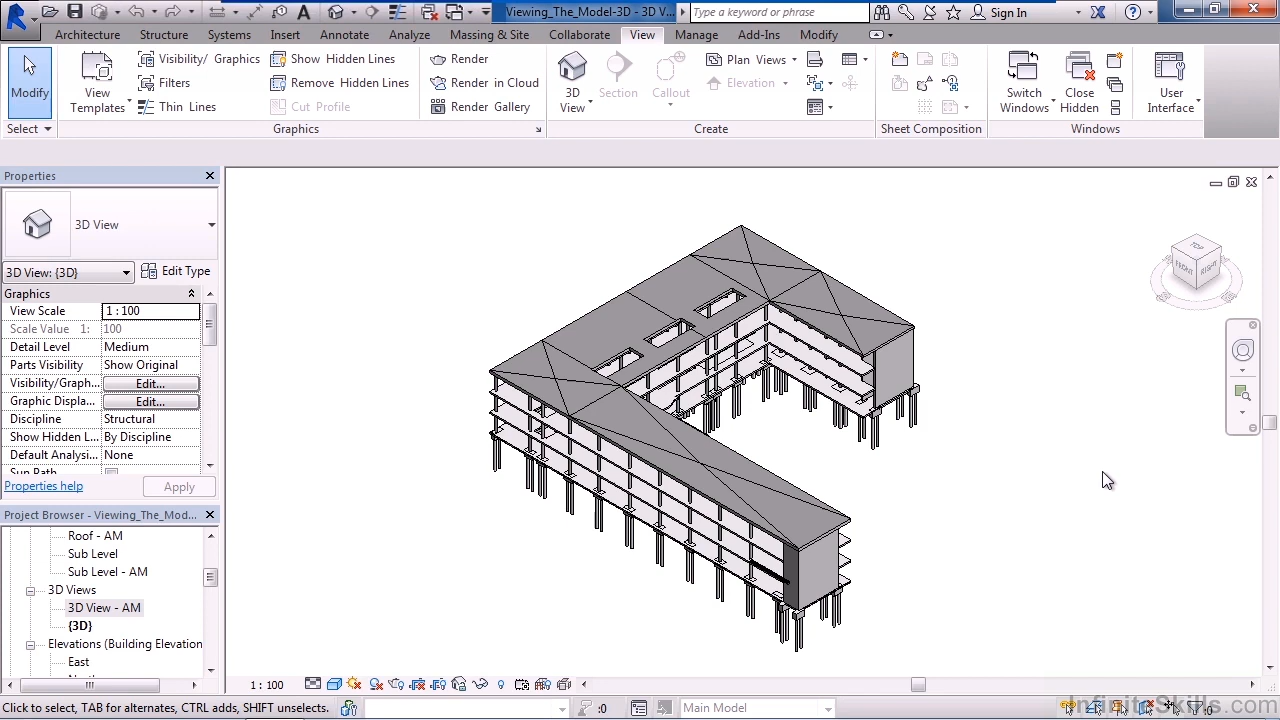 Viewing_The_Model-3D - 3D V...
Type a keyword or phrase
Sign In
Architecture Structure Systems Insert Annotate Analyze Massing & Site Collaborate View Manage Add-Ins Modify
Modify
View Templates
Visibility/ Graphics
Filters
Thin Lines
Show Hidden Lines
Remove Hidden Lines
Cut Profile
Render
Render in Cloud
Render Gallery
3D View
Section
Callout
Plan Views
Elevation
Switch Windows
Close Hidden
User Interface
Select
Graphics
Create
Sheet Composition
Windows
Properties
3D View
3D View: {3D}
Edit Type
Graphics
View Scale 1 : 100
Scale Value 1: 100
Detail Level Medium
Parts Visibility Show Original
Visibility/Graph... Edit...
Graphic Displa... Edit...
Discipline Structural
Show Hidden L... By Discipline
Default Analysi... None
Sun Path
Properties help
Apply
Project Browser - Viewing_The_Mod...
Roof - AM
Sub Level
Sub Level - AM
3D Views
3D View - AM
{3D}
Elevations (Building Elevation
East
TOP
FRONT
RIGHT
1 : 100
Click to select, TAB for alternates, CTRL adds, SHIFT unselects.
:0
Main Model
:0
InfiniteSkills.com